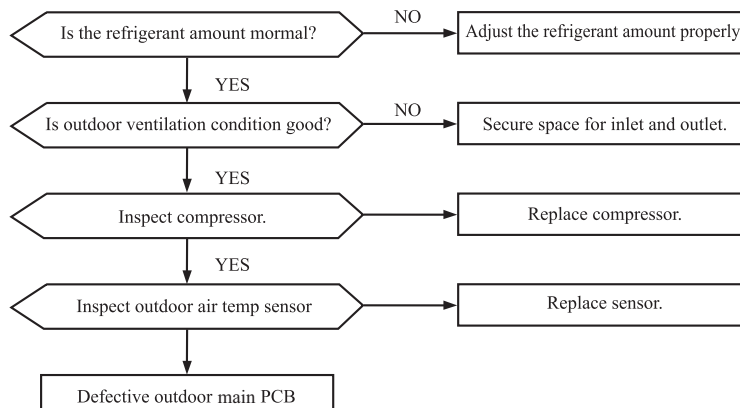 Is the refrigerant amount mormal?
NO
Adjust the refrigerant amount properly
YES
Is outdoor ventilation condition good?
NO
Secure space for inlet and outlet.
YES
Inspect compressor.
Replace compressor.
YES
Inspect outdoor air temp sensor
Replace sensor.
Defective outdoor main PCB